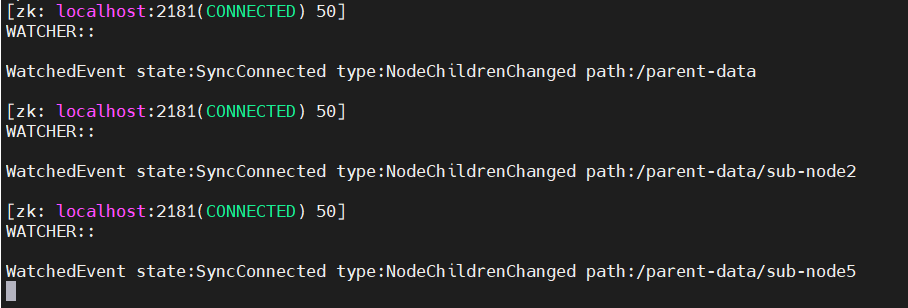 [zk: localhost:2181(CONNECTED) 50]
WATCHER::
WatchedEvent state:SyncConnected type:NodeChildrenChanged path:/parent-data
[zk: localhost:2181(CONNECTED) 50]
WATCHER::
WatchedEvent state:SyncConnected type:NodeChildrenChanged path:/parent-data/sub-node2
[zk: localhost:2181(CONNECTED) 50]
WATCHER::
WatchedEvent state:SyncConnected type:NodeChildrenChanged path:/parent-data/sub-node5